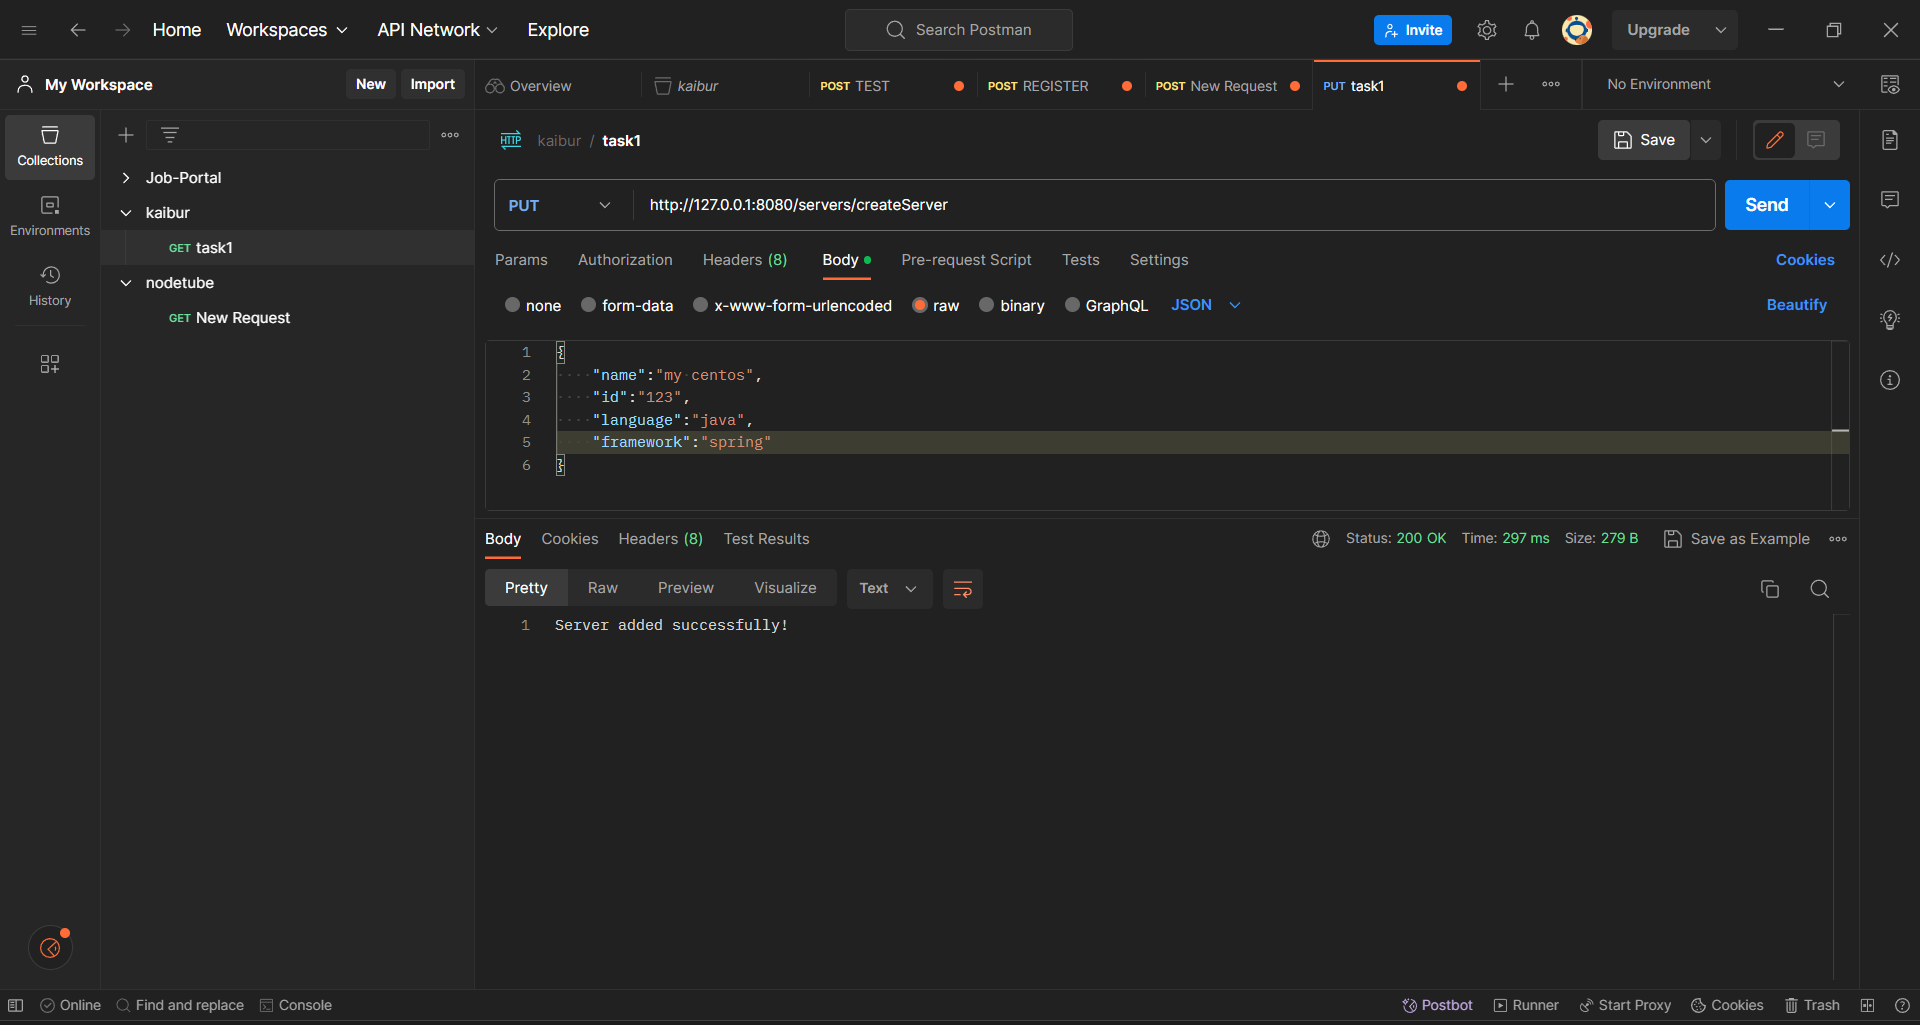 Home Workspaces API Network Explore Search Postman Invite Upgrade
My Workspace New Import Overview kaibur POST TEST POST REGISTER POST New Request PUT task1 No Environment
Collections
Environments
History
Job-Portal
kaibur
GET task1
nodetube
GET New Request
HTTP kaibur / task1 Save
PUT http://127.0.0.1:8080/servers/createServer Send
Params Authorization Headers (8) Body Pre-request Script Tests Settings Cookies
none form-data x-www-form-urlencoded raw binary GraphQL JSON Beautify
1 {
2 "name":"my centos",
3 "id":"123",
4 "language":"java",
5 "framework":"spring"
6 }
Body Cookies Headers (8) Test Results Status: 200 OK Time: 297 ms Size: 279 B Save as Example
Pretty Raw Preview Visualize Text
1 Server added successfully!
Online Find and replace Console Postbot Runner Start Proxy Cookies Trash